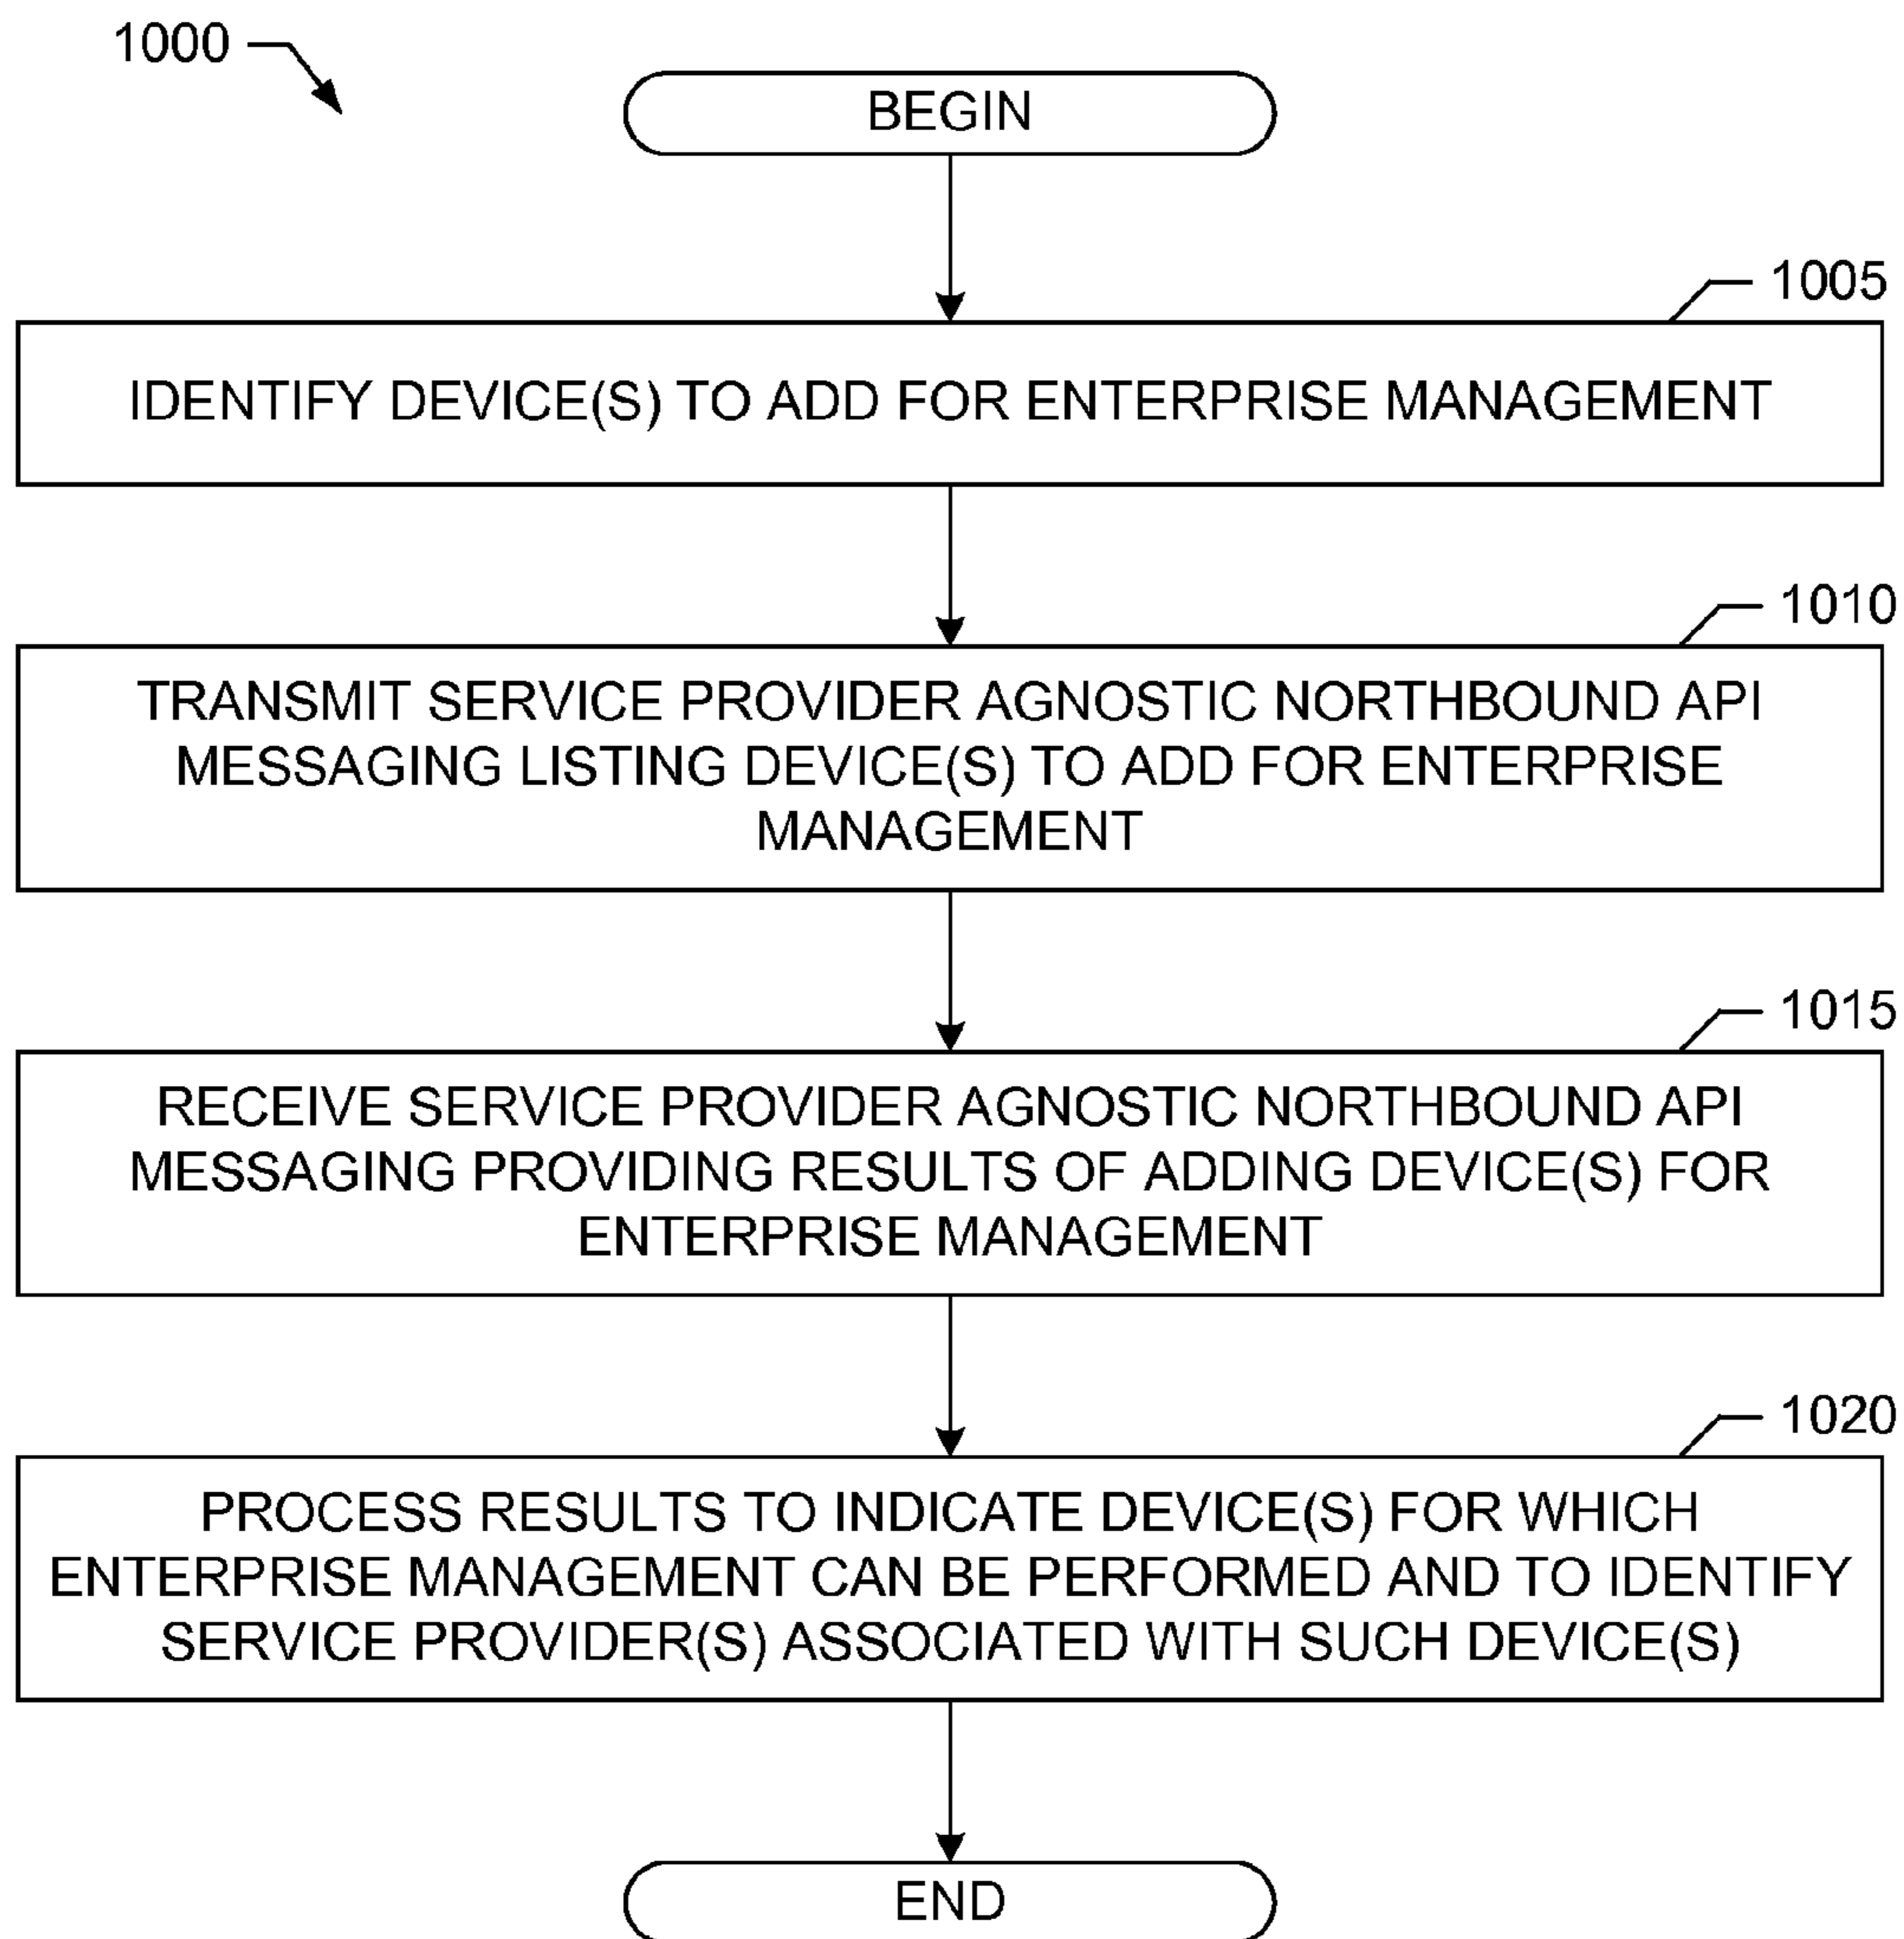 1000
BEGIN
1005
IDENTIFY DEVICE(S) TO ADD FOR ENTERPRISE MANAGEMENT
1010
TRANSMIT SERVICE PROVIDER AGNOSTIC NORTHBOUND API
MESSAGING LISTING DEVICE(S) TO ADD FOR ENTERPRISE
MANAGEMENT
1015
RECEIVE SERVICE PROVIDER AGNOSTIC NORTHBOUND API
MESSAGING PROVIDING RESULTS OF ADDING DEVICE(S) FOR
ENTERPRISE MANAGEMENT
1020
PROCESS RESULTS TO INDICATE DEVICE(S) FOR WHICH
ENTERPRISE MANAGEMENT CAN BE PERFORMED AND TO IDENTIFY
SERVICE PROVIDER(S) ASSOCIATED WITH SUCH DEVICE(S)
END